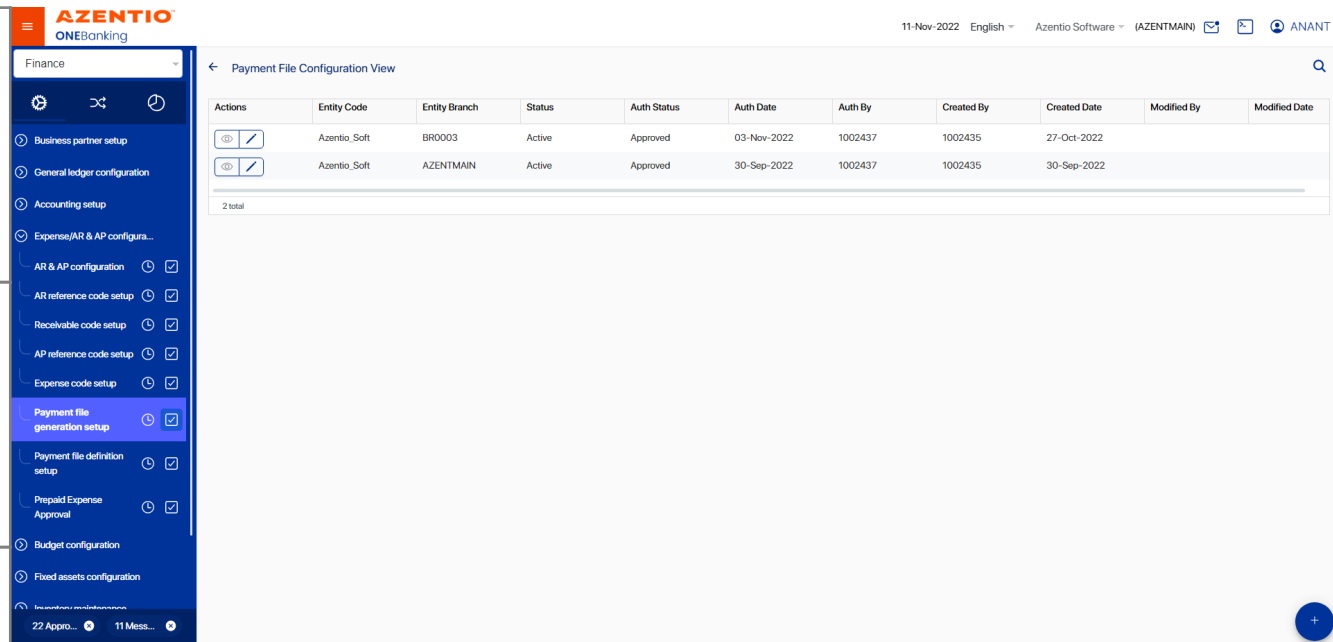 AZENTIO
ONEBanking
11-Nov-2022 English Azentio Software (AZENTMAIN) ANANT
Finance
Payment File Configuration View
Business partner setup
General ledger configuration
Accounting setup
Expense/AR & AP configura...
AR & AP configuration
AR reference code setup
Receivable code setup
AP reference code setup
Expense code setup
Payment file
generation setup
Payment file definition
setup
Prepaid Expense
Approval
Budget configuration
Fixed assets configuration
Inventory maintenance
22 Appro... 11 Mess...
Actions Entity Code Entity Branch Status Auth Status Auth Date Auth By Created By Created Date Modified By Modified Date
Azentio_Soft BR0003 Active Approved 03-Nov-2022 1002437 1002435 27-Oct-2022
Azentio_Soft AZENTMAIN Active Approved 30-Sep-2022 1002437 1002435 30-Sep-2022
2 total